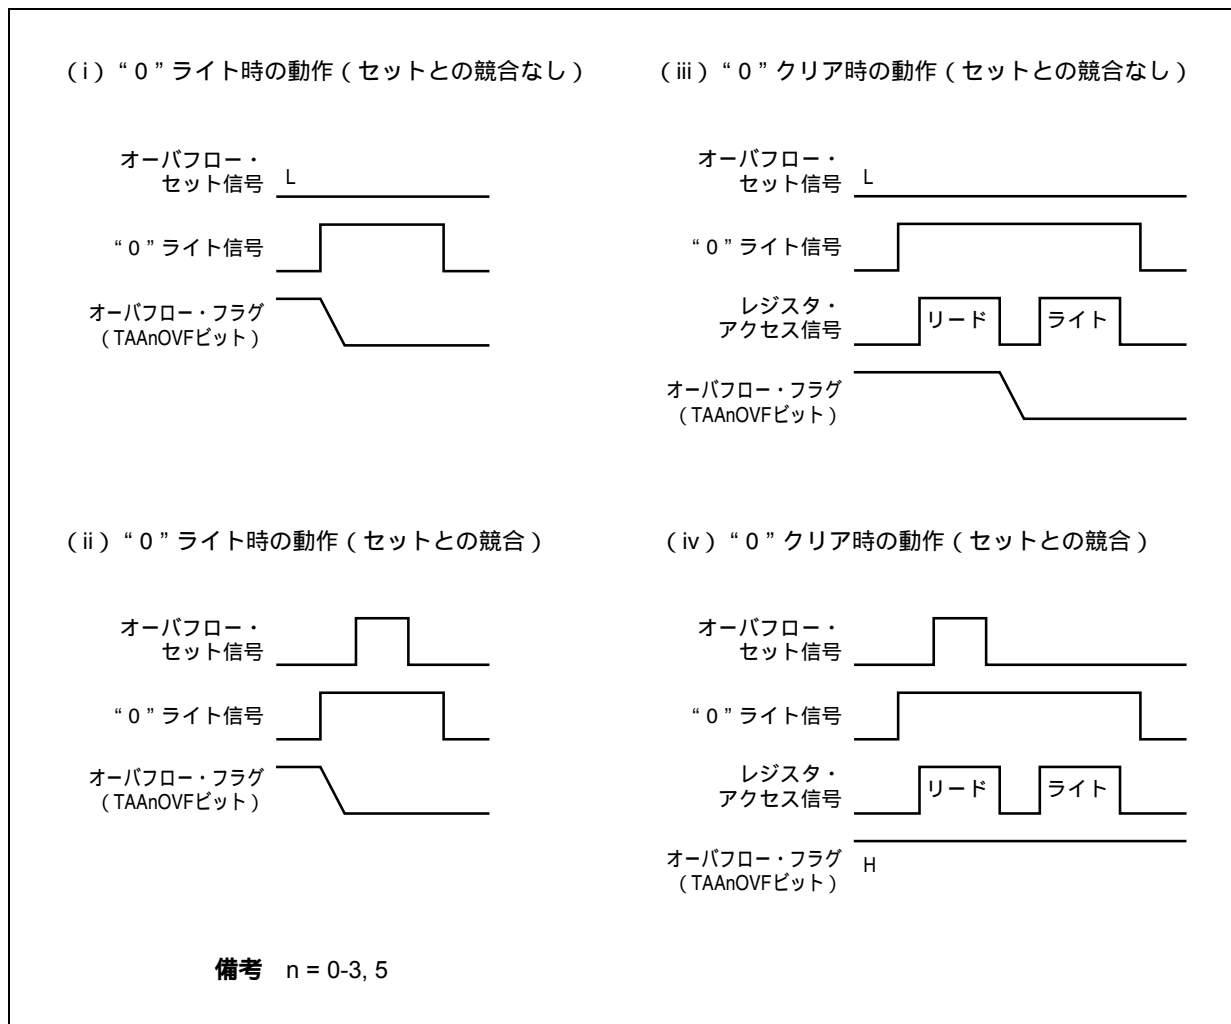 (i) “0” ライト時の動作(セットとの競合なし)
オーバフロー・
セット信号
L
“0” ライト信号
オーバフロー・フラグ
(TAAnOVFビット)
(iii) “0” クリア時の動作(セットとの競合なし)
オーバフロー・
セット信号
L
“0” ライト信号
レジスタ・
アクセス信号
リード
ライト
オーバフロー・フラグ
(TAAnOVFビット)
(ii) “0” ライト時の動作(セットとの競合)
オーバフロー・
セット信号
“0” ライト信号
オーバフロー・フラグ
(TAAnOVFビット)
(iv) “0” クリア時の動作(セットとの競合)
オーバフロー・
セット信号
“0” ライト信号
レジスタ・
アクセス信号
リード
ライト
オーバフロー・フラグ
(TAAnOVFビット)
H
備考 n = 0-3, 5